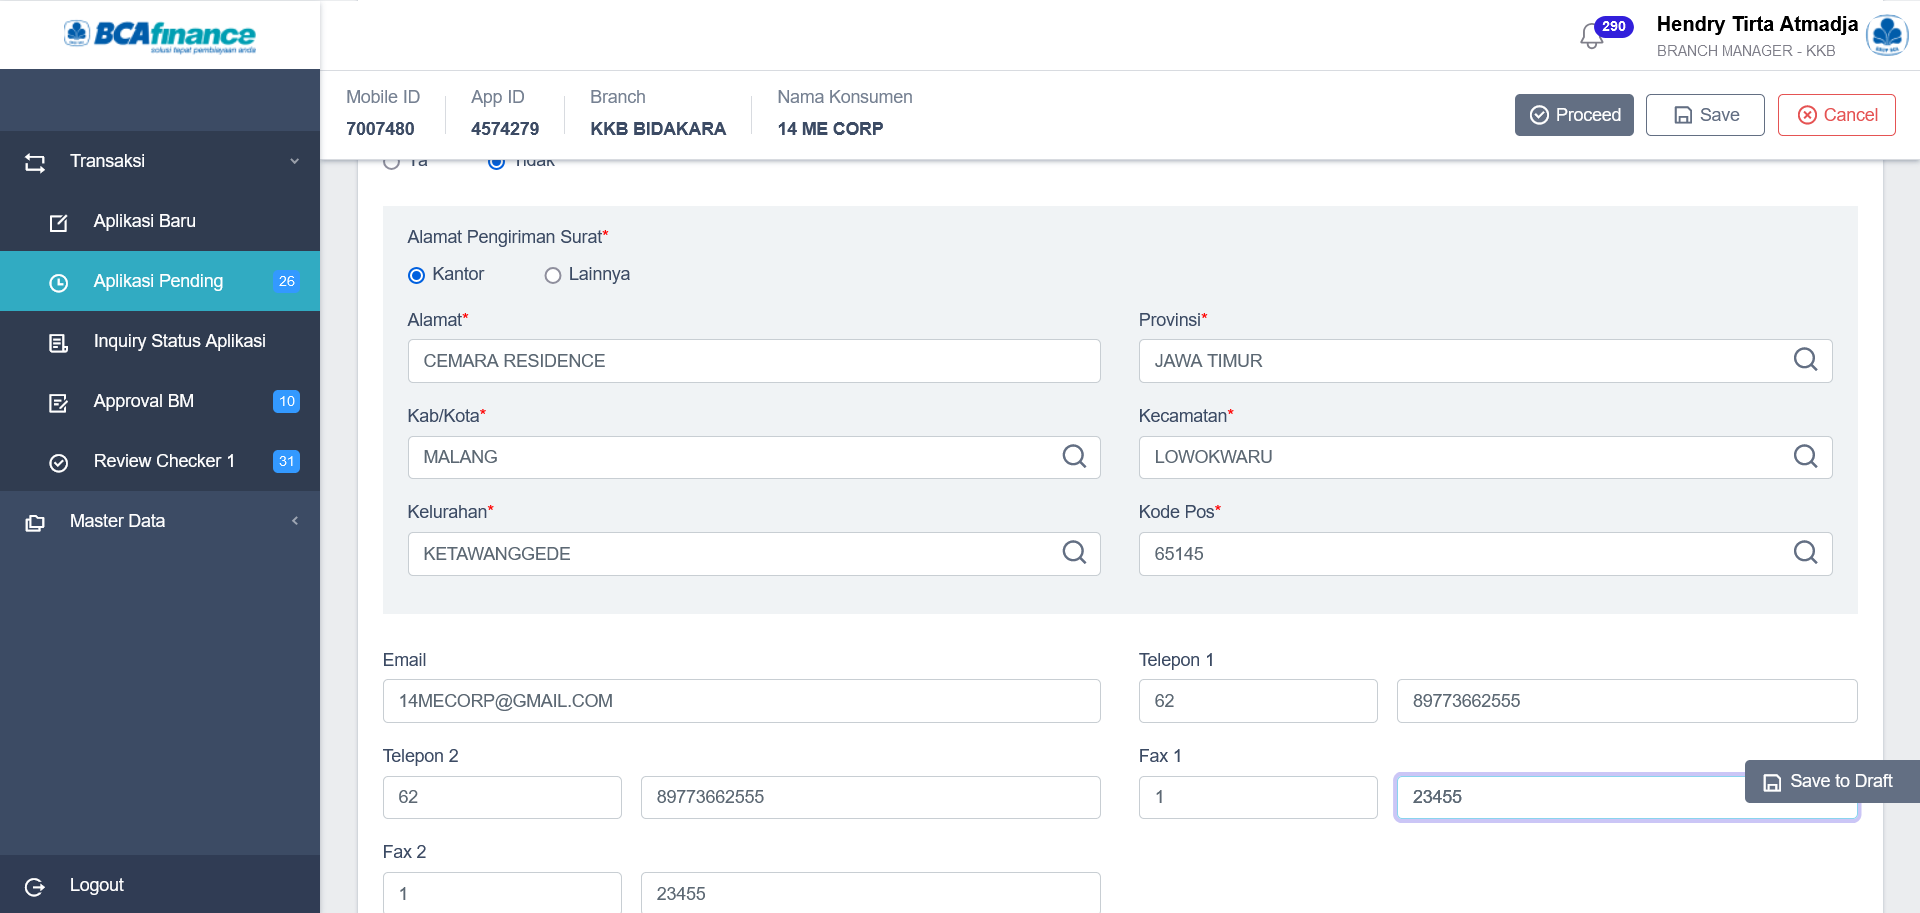 BCAfinance
solusi tepat pembiayaan anda
290
Hendry Tirta Atmadja
BRANCH MANAGER - KKB
Mobile ID
7007480
App ID
4574279
Branch
KKB BIDAKARA
Nama Konsumen
14 ME CORP
Proceed
Save
Cancel
Transaksi
Aplikasi Baru
Aplikasi Pending 26
Inquiry Status Aplikasi
Approval BM 10
Review Checker 1 31
Master Data
Logout
Ya Tidak
Alamat Pengiriman Surat*
Kantor Lainnya
Alamat*
CEMARA RESIDENCE
Provinsi*
JAWA TIMUR
Kab/Kota*
MALANG
Kecamatan*
LOWOKWARU
Kelurahan*
KETAWANGGEDE
Kode Pos*
65145
Email
14MECORP@GMAIL.COM
Telepon 1
62 89773662555
Telepon 2
62 89773662555
Fax 1
1 23455
Save to Draft
Fax 2
1 23455